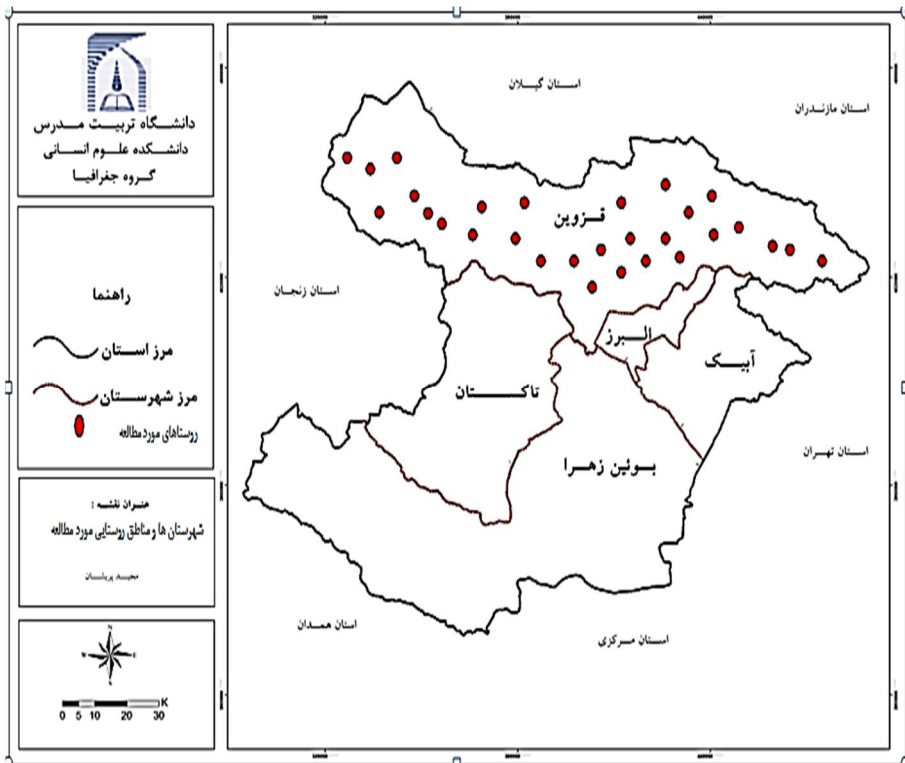 دانشگاه تربیت مدرس
دانشکده علوم انسانی
گروه جغرافیا
راهنما
مرز استان
مرز شهرستان
روستاهای مورد مطالعه
عنوان نقشه :
شهرستان ها و مناطق روستایی مورد مطالعه
N
W
E
S
K
0 5 10 20 30
استان گیلان
استان مازندران
قزوین
استان زنجان
البرز
آبیک
تاکستان
استان تهران
بوئین زهرا
استان همدان
استان مرکزی